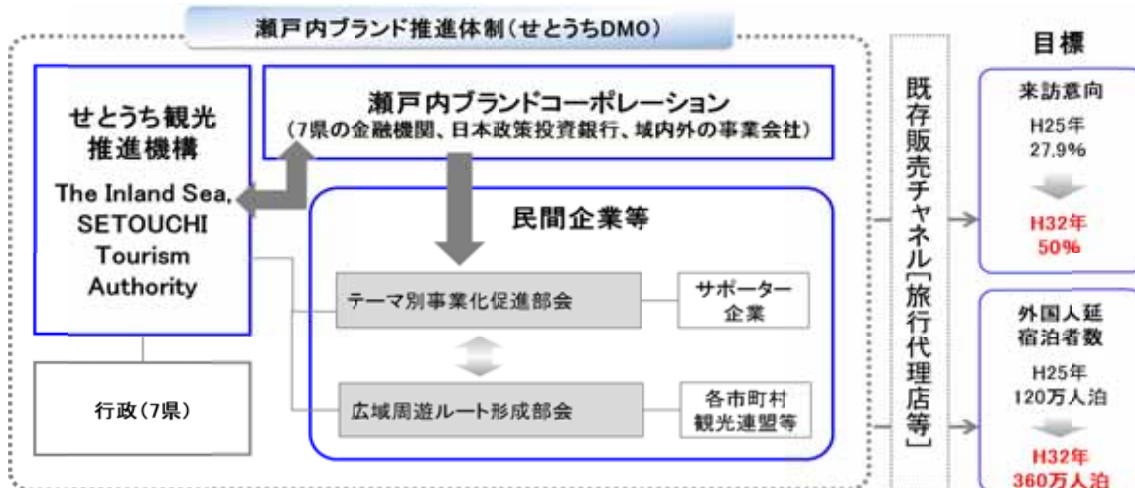 瀬戸内ブランド推進体制(せとうちDMO)
せとうち観光
推進機構
The Inland Sea,
SETOUCHI
Tourism
Authority
行政(7県)
瀬戸内ブランドコーポレーション
(7県の金融機関、日本政策投資銀行、域内外の事業会社)
民間企業等
テーマ別事業化促進部会
サポーター
企業
広域周遊ルート形成部会
各市町村
観光連盟等
既存販売チャネル[旅行代理店等]
目標
来訪意向
H25年
27.9%
H32年
50%
外国人延
宿泊者数
H25年
120万人泊
H32年
360万人泊